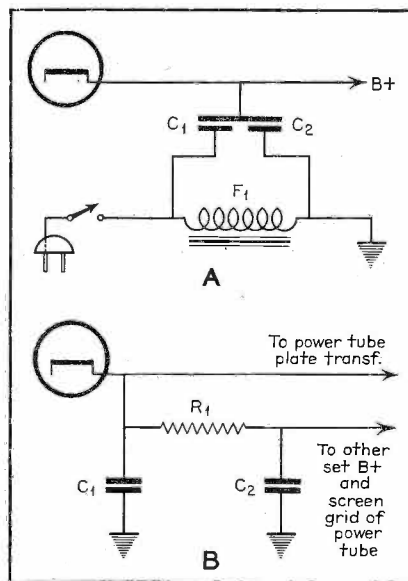 B+
C1
C2
F1
A
To power tube
plate transf.
R1
C1
C2
To other
set B+
and
screen
grid of
power
tube
B